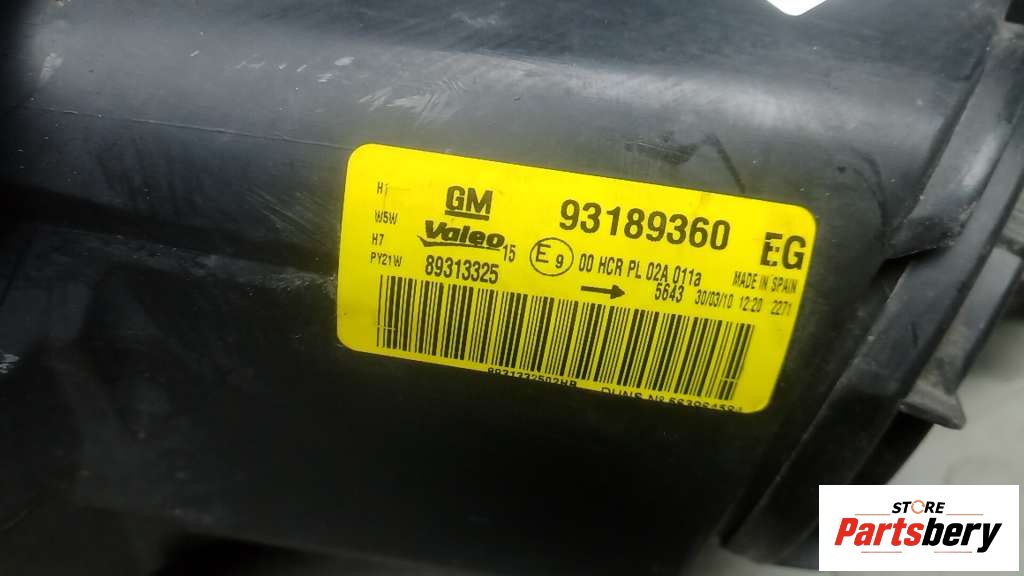 H1
GM 93189360 EG
W5W
Valeo 15
H7
E9 00 HCR PL 02A 011a MADE IN SPAIN
PY21W 89313325
5643 30/03/10 12:20 2271
STORE
Partsbery